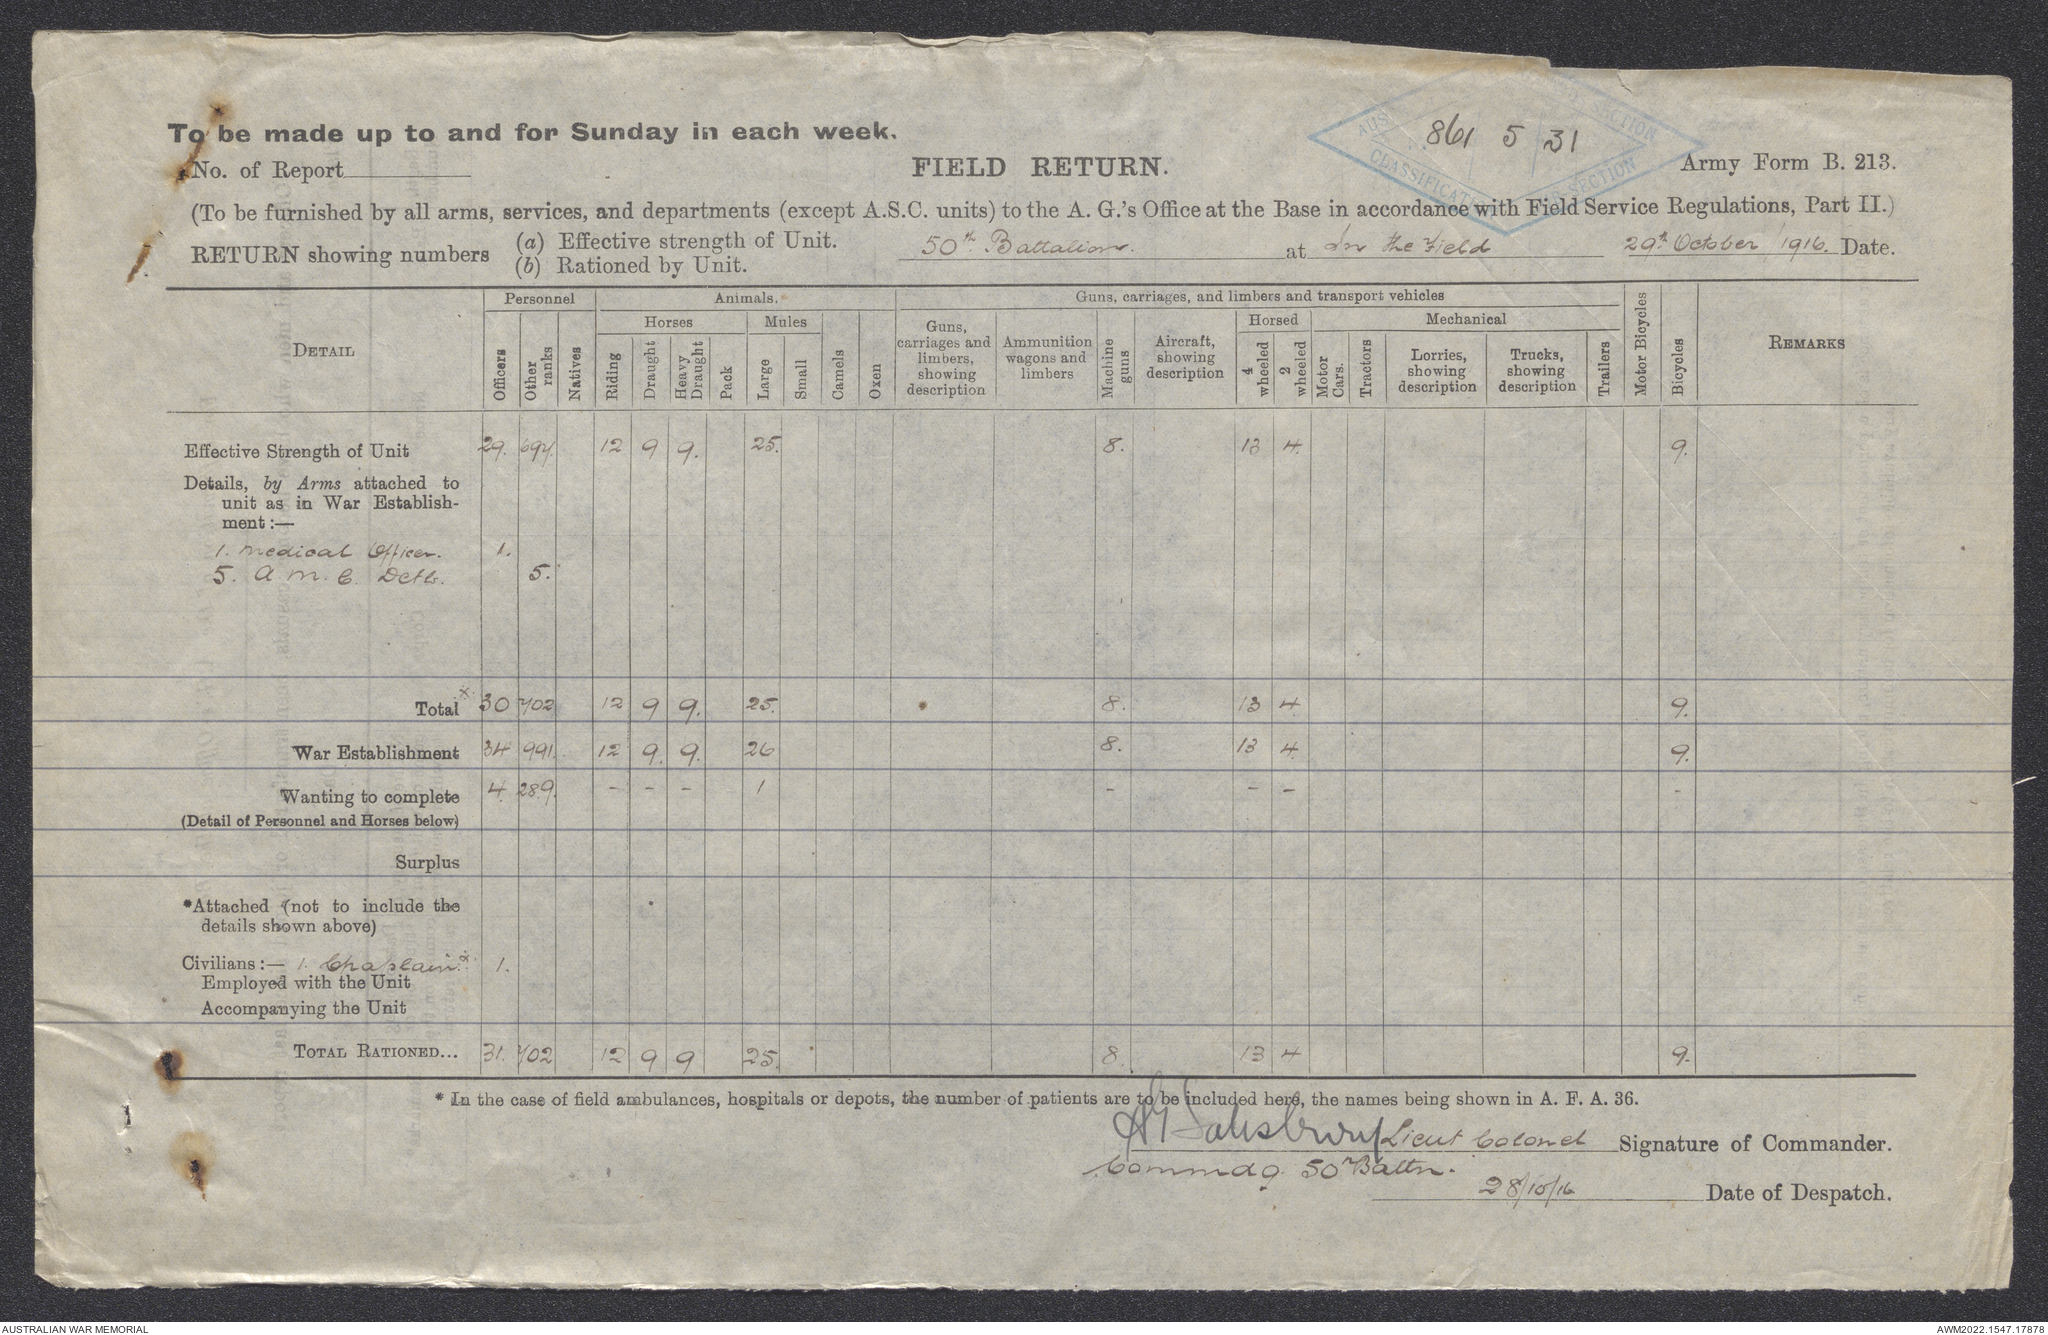 To be made up to and for Sunday in each week.
861 5 31
CLASSIFICATION SUB-SECTION
No. of Report
FIELD RETURN.
Army Form B. 213.
(To be furnished by all arms, services, and departments (except A.S.C. units) to the A. G.'s Office at the Base in accordance with Field Service Regulations, Part II.)
RETURN showing numbers
(a) Effective strength of Unit.
(b) Rationed by Unit.
50th Battalion. at In the Field 29th October 1916. Date.
DETAIL Personnel Animals. Guns, carriages, and limbers and transport vehicles Motor Bicycles Bicycles REMARKS
Horses Mules Camels Oxen Guns, carriages and limbers, showing description Ammunition wagons and limbers Machine guns Aircraft, showing description Horsed Mechanical
Officers Other ranks Natives Riding Draught Heavy Draught Pack Large Small 4 wheeled 2 wheeled Motor Cars. Tractors Lorries, showing description Trucks, showing description Trailers
Effective Strength of Unit 29. 697. 12 9 9. 25. 8. 13 4. 9.
Details, by Arms attached to
unit as in War Establish-
ment :—
1. Medical Officer. 1.
5. A.M.C. Detls. 5.
Total x 30 702 12 9 9. 25. 8. 13 4. 9.
War Establishment 34 991. 12 9. 9. 26 8. 13 4. 9.
Wanting to complete 4. 289. - - - 1 - - - -
(Detail of Personnel and Horses below)
Surplus
*Attached (not to include the
details shown above)
Civilians :— 1. Chaplain x 1.
Employed with the Unit
Accompanying the Unit
TOTAL RATIONED... 31. 702 12 9 9 25. 8. 13 4 9.
* In the case of field ambulances, hospitals or depots, the number of patients are to be included here, the names being shown in A. F. A. 36.
AG Salisbury Lieut Colonel Signature of Commander.
Commdg. 50th Battn.
28/10/16 Date of Despatch.
AUSTRALIAN WAR MEMORIAL
AWM2022.1547.17878